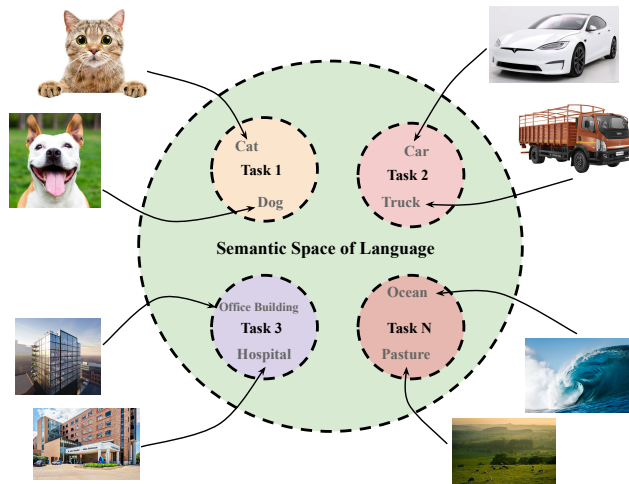 Cat
Task 1
Dog
Car
Task 2
Truck
Semantic Space of Language
Office Building
Task 3
Hospital
Ocean
Task N
Pasture